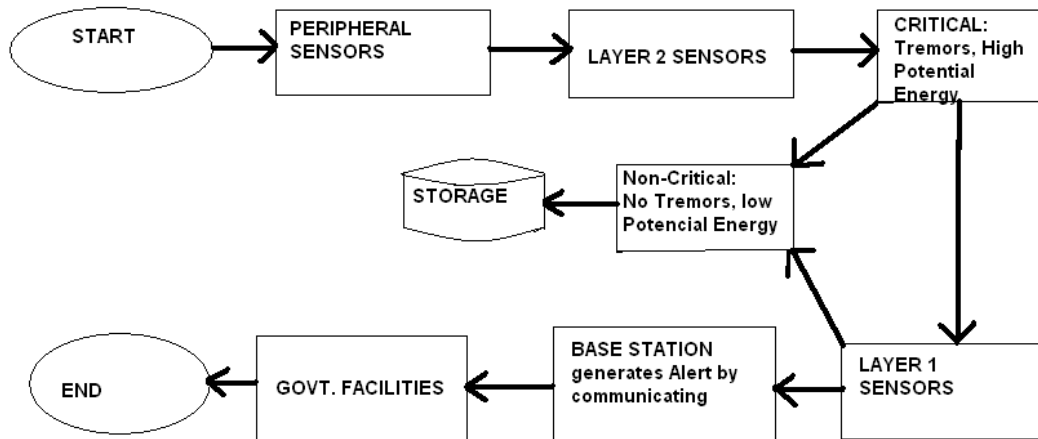 START
PERIPHERAL
SENSORS
LAYER 2 SENSORS
CRITICAL:
Tremors, High
Potential
Energy
STORAGE
Non-Critical:
No Tremors, low
Potencial Energy
END
GOVT. FACILITIES
BASE STATION
generates Alert by
communicating
LAYER 1
SENSORS